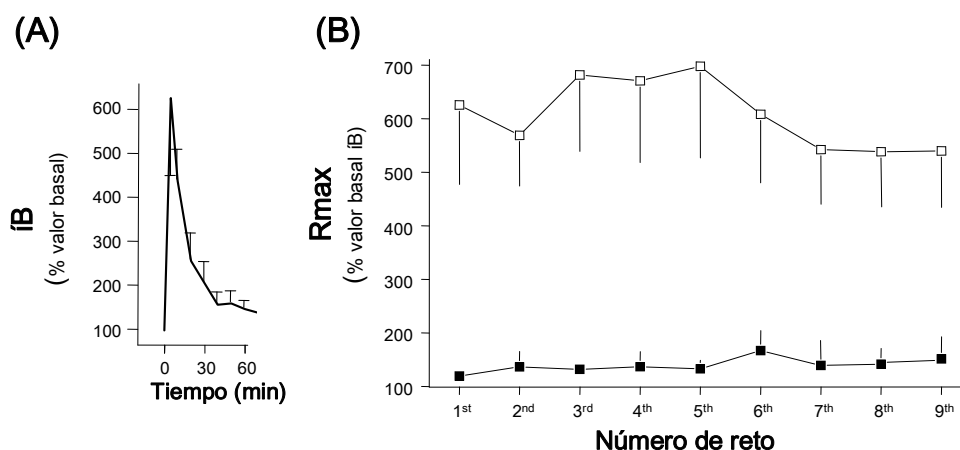 (A)
íB
(% valor basal)
600
500
400
300
200
100
0
30
60
Tiempo (min)
(B)
Rmax
(% valor basal íB)
700
600
500
400
300
200
100
1st
2nd
3rd
4th
5th
6th
7th
8th
9th
Número de reto